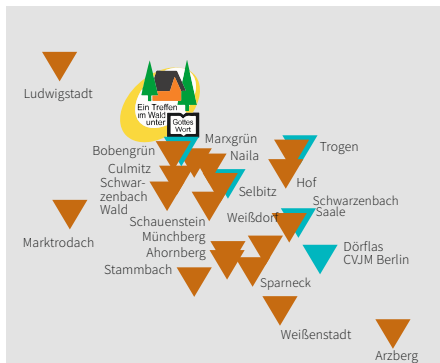 Ludwigstadt
Ein Treffen
im Wald
unter
Gottes
Wort
Bobengrün
Marxgrün
Trogen
Culmitz
Naila
Schwar-
zenbach
Wald
Selbitz
Hof
Schwarzenbach
Saale
Schauenstein
Weißdorf
Marktrodach
Münchberg
Ahornberg
Dörflas
CVJM Berlin
Stammbach
Sparneck
Weißenstadt
Arzberg